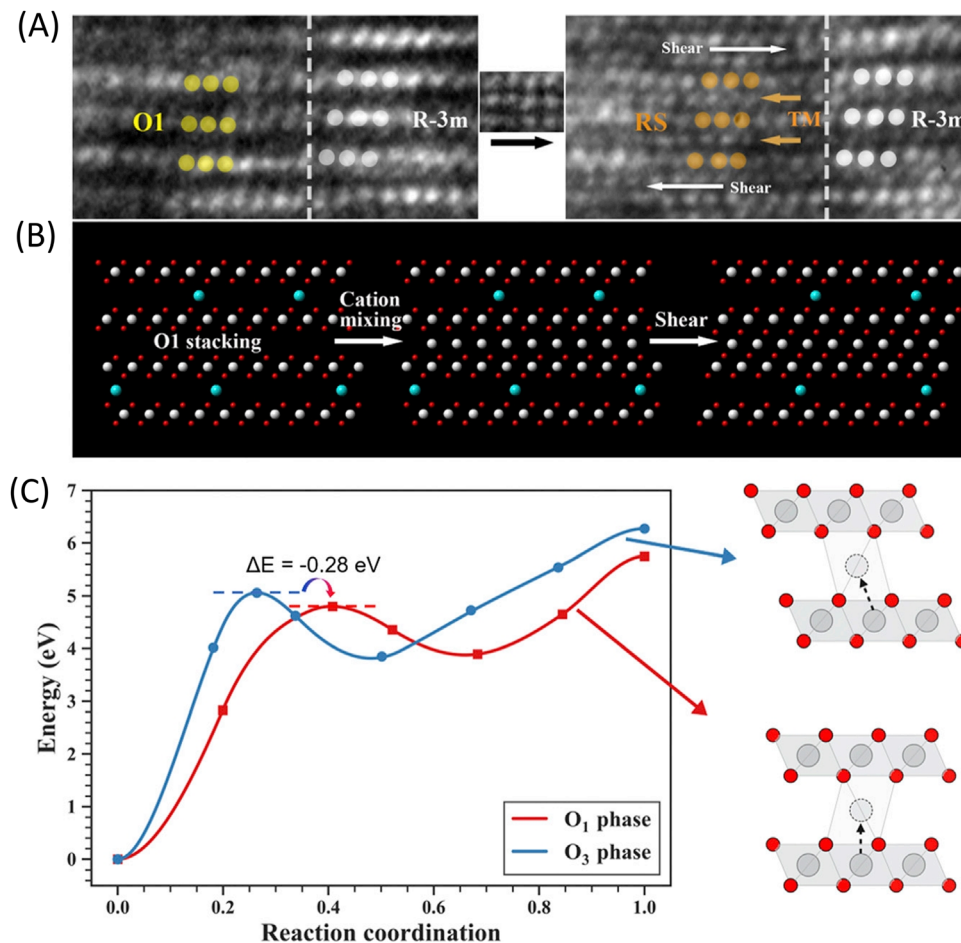 (A)
O1
R-3m
Shear
RS
TM
R-3m
Shear
(B)
O1 stacking
Cation
mixing
Shear
(C)
Energy (eV)
7
6
5
4
3
2
1
0
ΔE = -0.28 eV
O₁ phase
O₃ phase
0.0 0.2 0.4 0.6 0.8 1.0
Reaction coordination